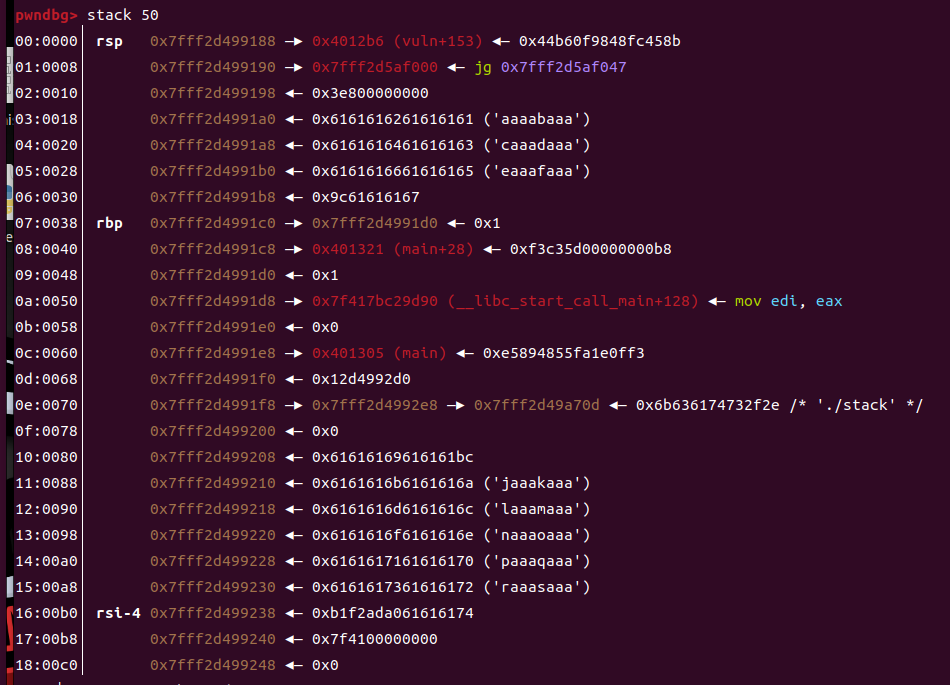 pwndbg> stack 50
00:0000│ rsp 0x7fff2d499188 —▸ 0x4012b6 (vuln+153) ◂— 0x44b60f9848fc458b
01:0008│ 0x7fff2d499190 —▸ 0x7fff2d5af000 ◂— jg 0x7fff2d5af047
02:0010│ 0x7fff2d499198 ◂— 0x3e800000000
03:0018│ 0x7fff2d4991a0 ◂— 0x6161616261616161 ('aaaabaaa')
04:0020│ 0x7fff2d4991a8 ◂— 0x6161616461616163 ('caaadaaa')
05:0028│ 0x7fff2d4991b0 ◂— 0x6161616661616165 ('eaaafaaa')
06:0030│ 0x7fff2d4991b8 ◂— 0x9c61616167
07:0038│ rbp 0x7fff2d4991c0 —▸ 0x7fff2d4991d0 ◂— 0x1
08:0040│ 0x7fff2d4991c8 —▸ 0x401321 (main+28) ◂— 0xf3c35d00000000b8
09:0048│ 0x7fff2d4991d0 ◂— 0x1
0a:0050│ 0x7fff2d4991d8 —▸ 0x7f417bc29d90 (__libc_start_call_main+128) ◂— mov edi, eax
0b:0058│ 0x7fff2d4991e0 ◂— 0x0
0c:0060│ 0x7fff2d4991e8 —▸ 0x401305 (main) ◂— 0xe5894855fa1e0ff3
0d:0068│ 0x7fff2d4991f0 ◂— 0x12d4992d0
0e:0070│ 0x7fff2d4991f8 —▸ 0x7fff2d4992e8 —▸ 0x7fff2d49a70d ◂— 0x6b636174732f2e /* './stack' */
0f:0078│ 0x7fff2d499200 ◂— 0x0
10:0080│ 0x7fff2d499208 ◂— 0x61616169616161bc
11:0088│ 0x7fff2d499210 ◂— 0x6161616b6161616a ('jaaakaaa')
12:0090│ 0x7fff2d499218 ◂— 0x6161616d6161616c ('laaamaaa')
13:0098│ 0x7fff2d499220 ◂— 0x6161616f6161616e ('naaaoaaa')
14:00a0│ 0x7fff2d499228 ◂— 0x6161617161616170 ('paaaqaaa')
15:00a8│ 0x7fff2d499230 ◂— 0x6161617361616172 ('raaasaaa')
16:00b0│ rsi-4 0x7fff2d499238 ◂— 0xb1f2ada061616174
17:00b8│ 0x7fff2d499240 ◂— 0x7f4100000000
18:00c0│ 0x7fff2d499248 ◂— 0x0